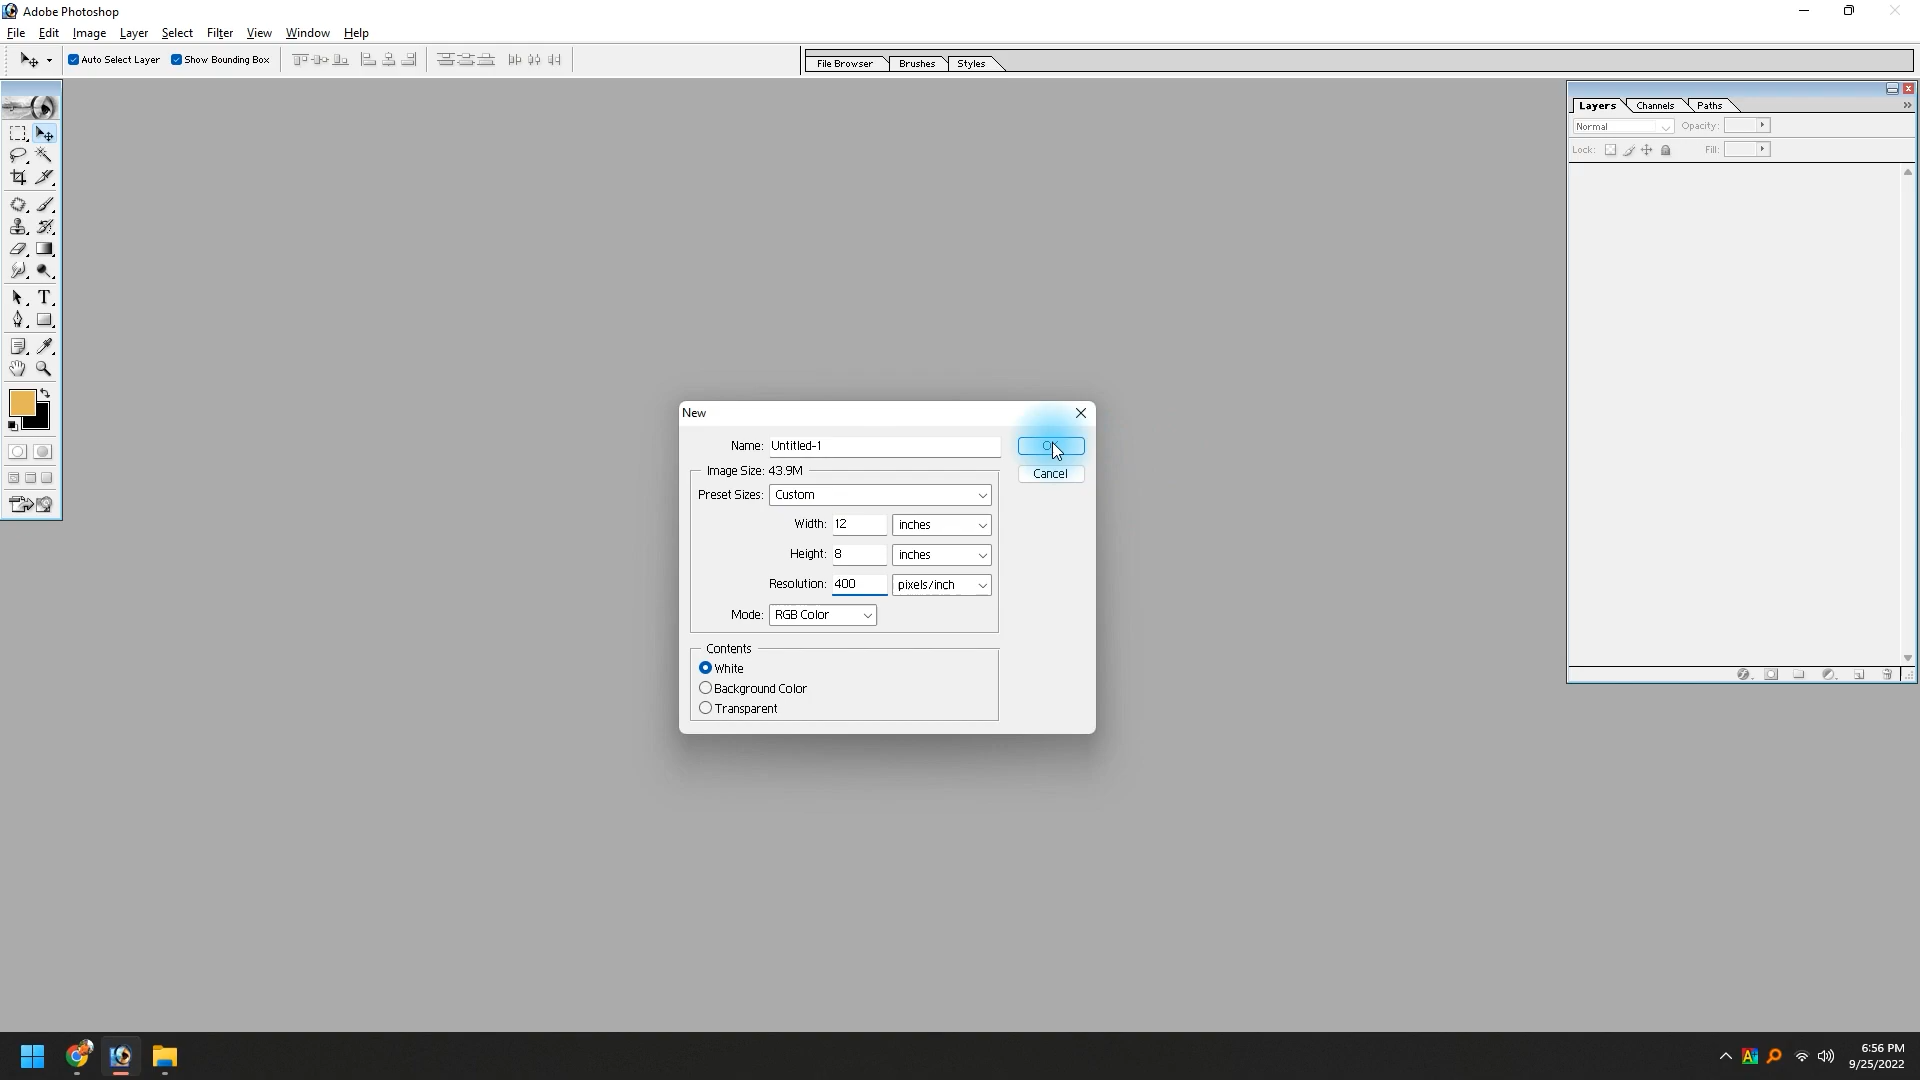 Adobe Photoshop
File Edit Image Layer Select Filter View Window Help
Auto Select Layer Show Bounding Box File Browser Brushes Styles
Layers Channels Paths
Normal Opacity:
Lock: Fill:
New
Name: Untitled-1 OK
Image Size: 43.9M Cancel
Preset Sizes: Custom
Width: 12 inches
Height: 8 inches
Resolution: 400 pixels/inch
Mode: RGB Color
Contents
White
Background Color
Transparent
6:56 PM
9/25/2022